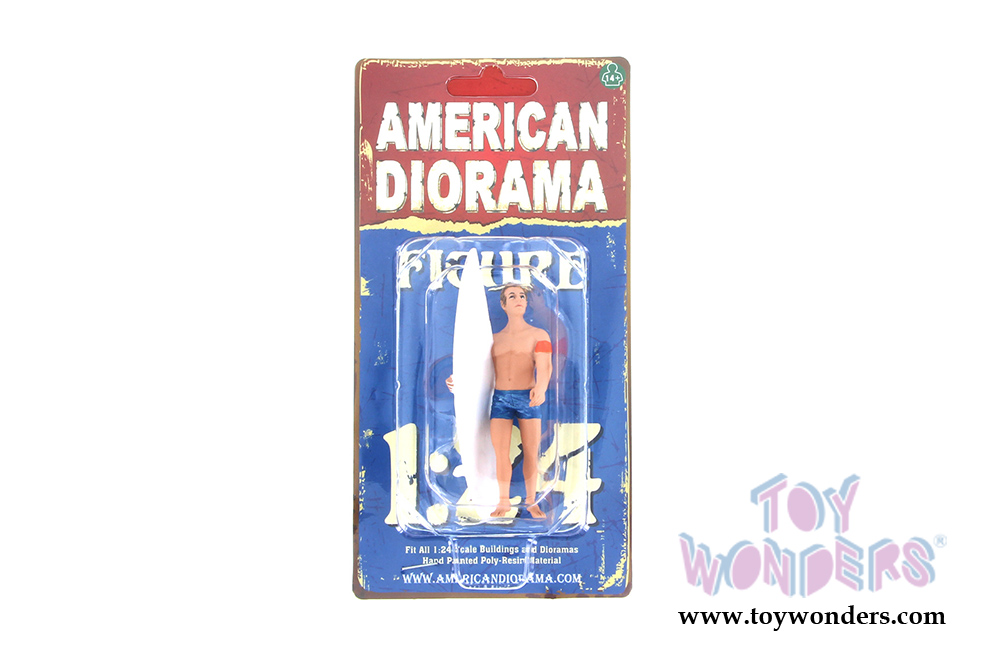 14+
AMERICAN
DIORAMA
FIGURE
1:24
Fit All 1:24 Scale Buildings and Dioramas
Hand Painted Poly-Resin Material
WWW.AMERICANDIORAMA.COM
TOY
WONDERS®
www.toywonders.com